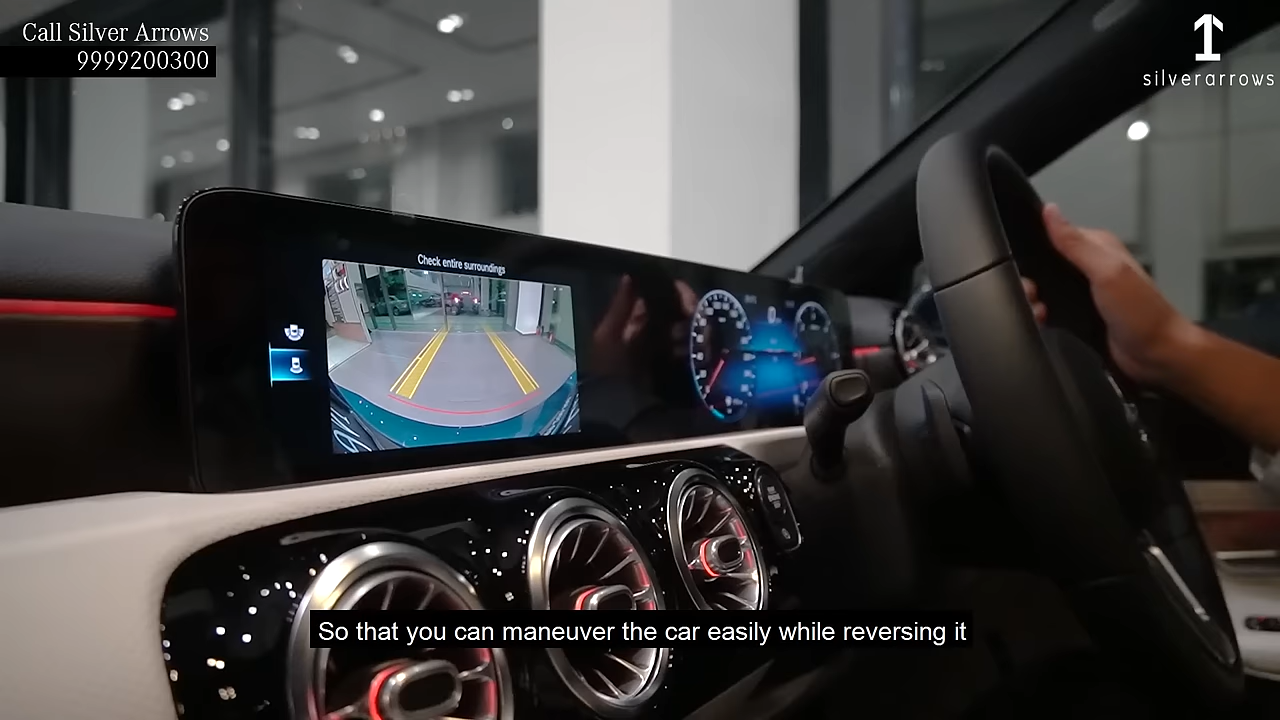 Call Silver Arrows
9999200300
silverarrows
Check entire surroundings
So that you can maneuver the car easily while reversing it